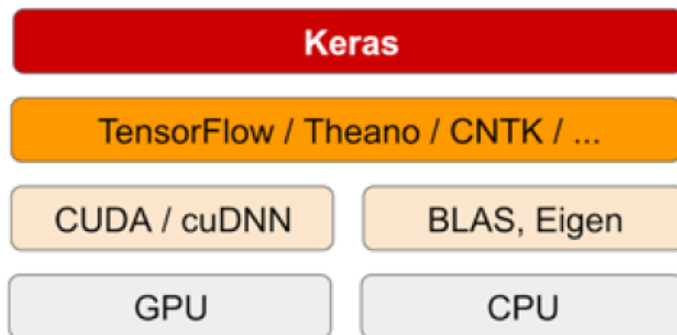 Keras
TensorFlow / Theano / CNTK / ...
CUDA / cuDNN
BLAS, Eigen
GPU
CPU